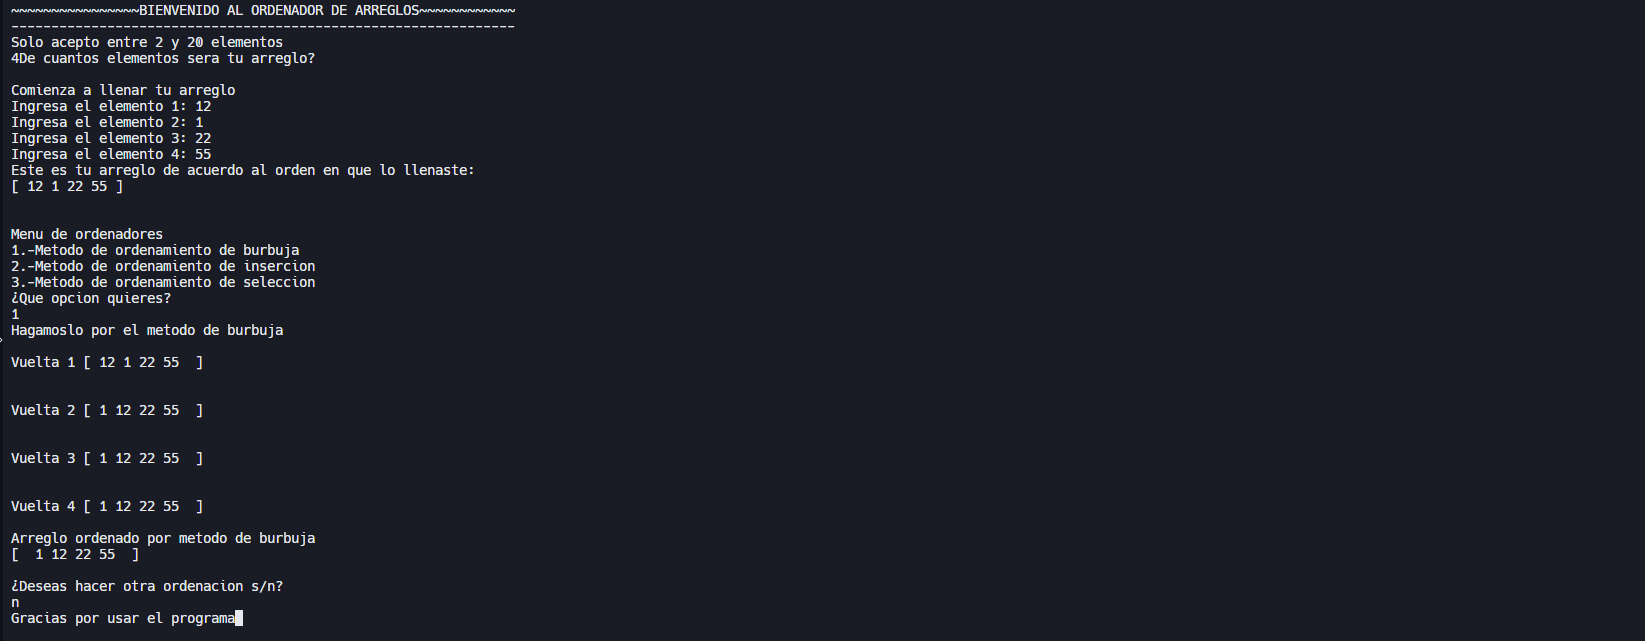 ~~~~~~~~~~~~~~~~BIENVENIDO AL ORDENADOR DE ARREGLOS~~~~~~~~~~~~
---------------------------------------------------------------
Solo acepto entre 2 y 20 elementos
4De cuantos elementos sera tu arreglo?
Comienza a llenar tu arreglo
Ingresa el elemento 1: 12
Ingresa el elemento 2: 1
Ingresa el elemento 3: 22
Ingresa el elemento 4: 55
Este es tu arreglo de acuerdo al orden en que lo llenaste:
[ 12 1 22 55 ]
Menu de ordenadores
1.-Metodo de ordenamiento de burbuja
2.-Metodo de ordenamiento de insercion
3.-Metodo de ordenamiento de seleccion
¿Que opcion quieres?
1
Hagamoslo por el metodo de burbuja
Vuelta 1 [ 12 1 22 55  ]
Vuelta 2 [ 1 12 22 55  ]
Vuelta 3 [ 1 12 22 55  ]
Vuelta 4 [ 1 12 22 55  ]
Arreglo ordenado por metodo de burbuja
[  1 12 22 55  ]
¿Deseas hacer otra ordenacion s/n?
n
Gracias por usar el programa